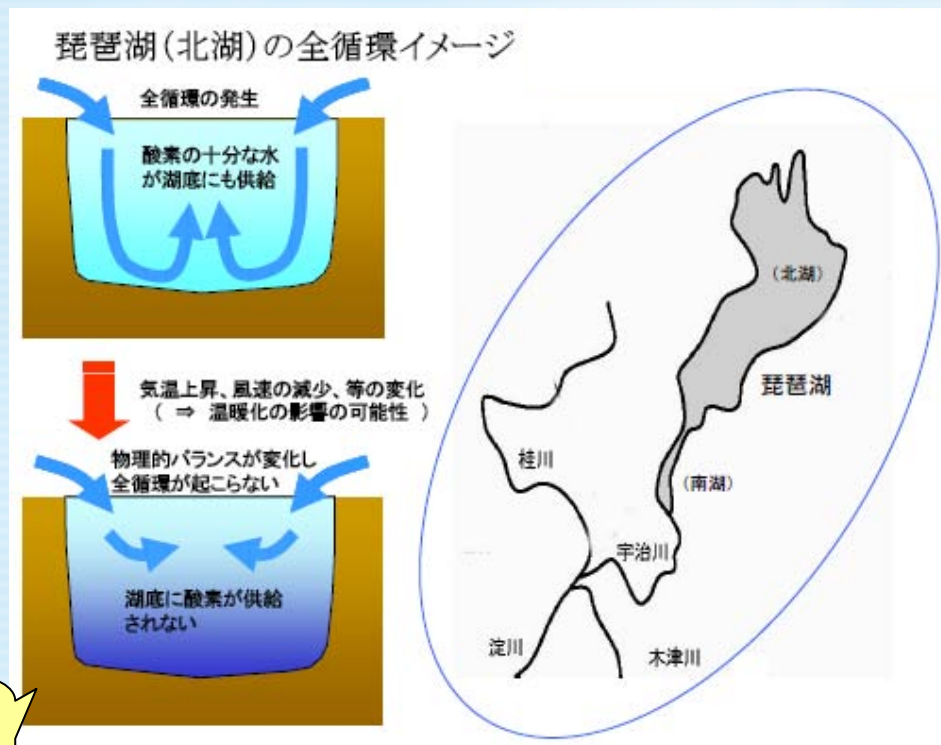 琵琶湖(北湖)の全循環イメージ
全循環の発生
酸素の十分な水
が湖底にも供給
気温上昇、風速の減少、等の変化
( ⇒ 温暖化の影響の可能性 )
物理的バランスが変化し
全循環が起こらない
湖底に酸素が供給
されない
(北湖)
琵琶湖
(南湖)
桂川
宇治川
淀川
木津川